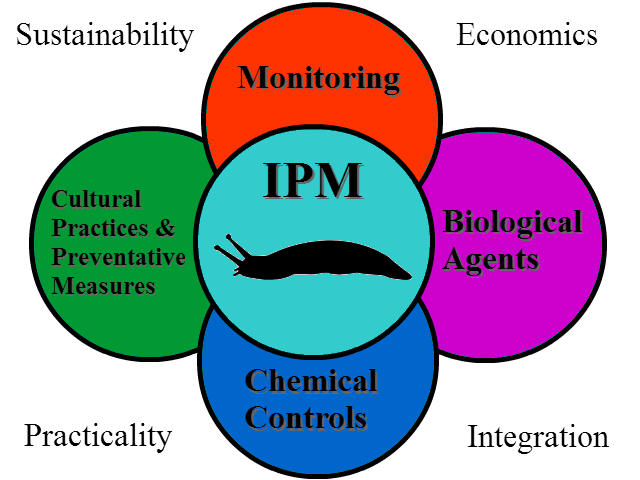 Sustainability
Economics
Monitoring
IPM
Cultural
Practices &
Preventative
Measures
Biological
Agents
Chemical
Controls
Practicality
Integration